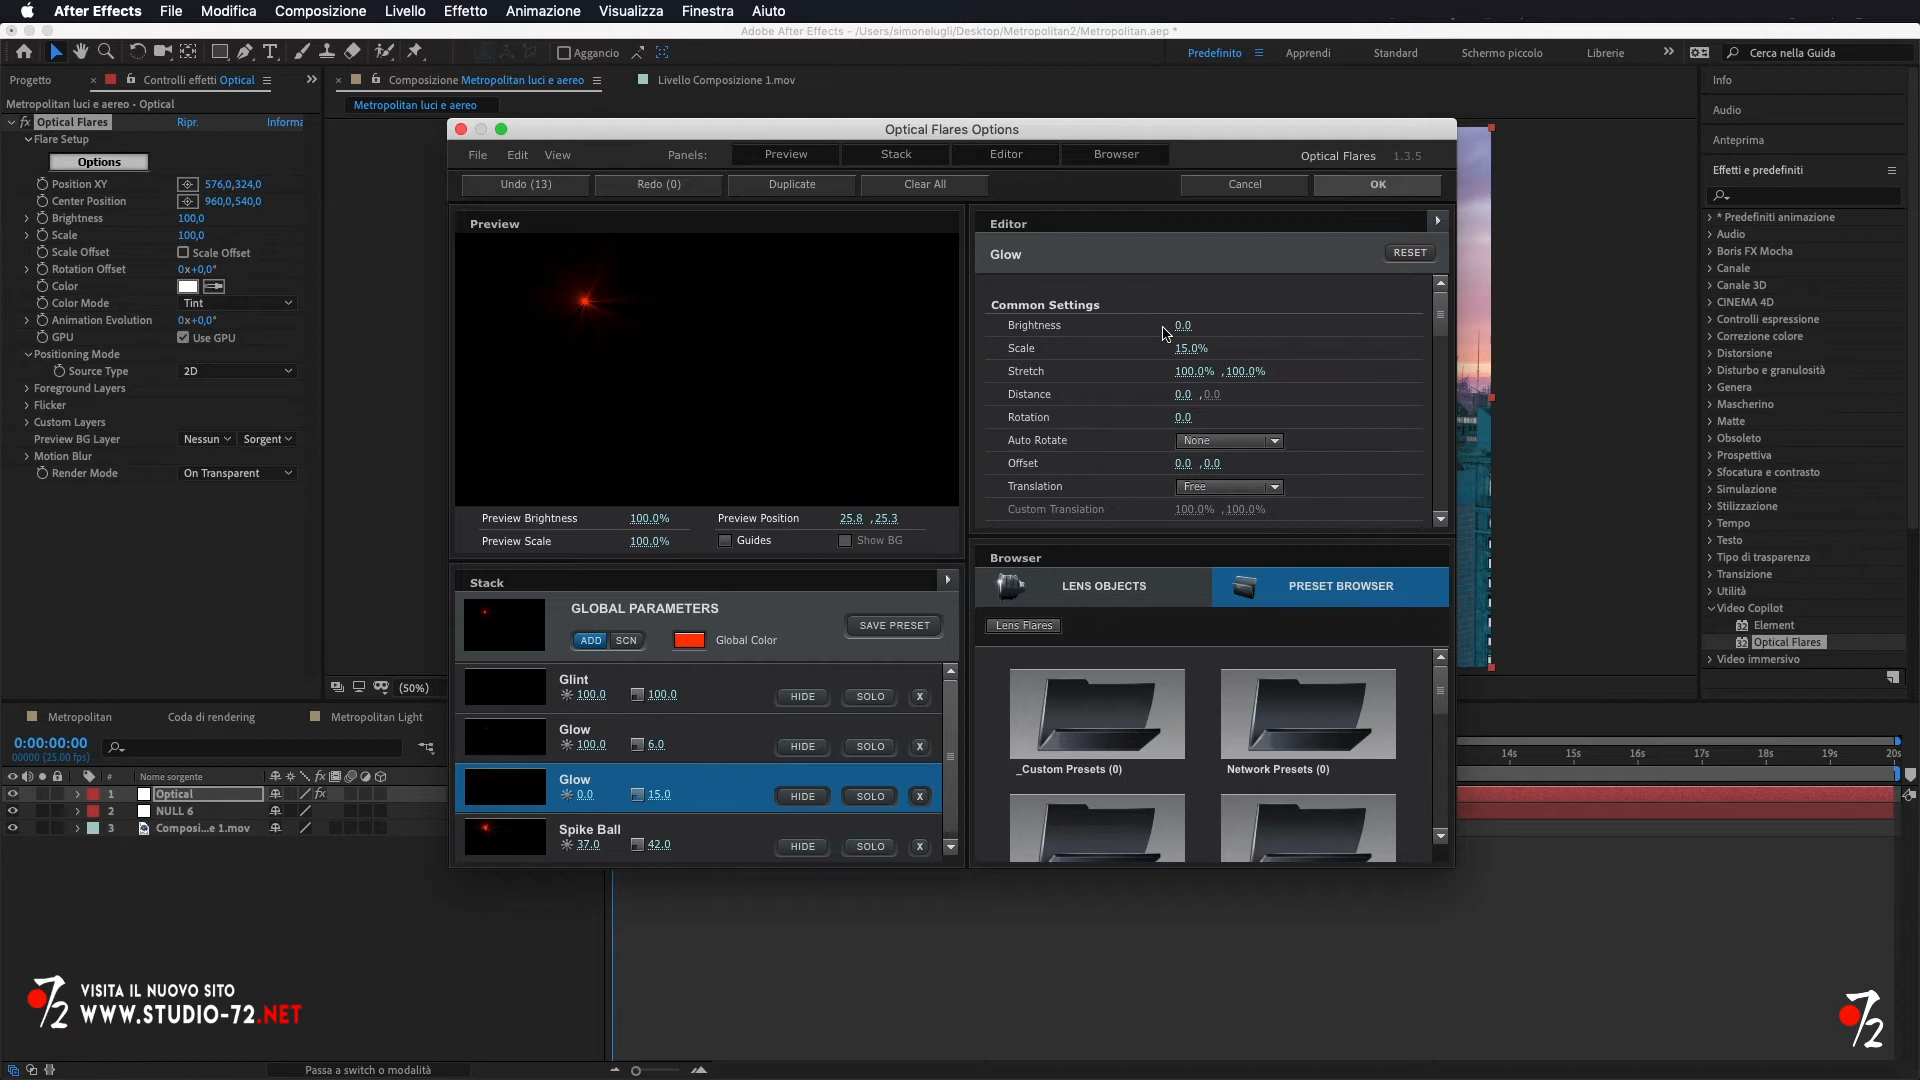 After Effects File Modifica Composizione Livello Effetto Animazione Visualizza Finestra Aiuto
Adobe After Effects - /Users/simonelugli/Desktop/Metropolitan2/Metropolitan.aep *
Aggancio
Predefinito Apprendi Standard Schermo piccolo Librerie Cerca nella Guida
Progetto Controlli effetti Optical Composizione Metropolitan luci e aereo Livello Composizione 1.mov
Metropolitan luci e aereo • Optical
Metropolitan luci e aereo
fx Optical Flares Ripr. Informa
Flare Setup
Options
Position XY 576,0,324,0
Center Position 960,0,540,0
Brightness 100,0
Scale 100,0
Scale Offset Scale Offset
Rotation Offset 0x+0,0°
Color
Color Mode Tint
Animation Evolution 0x+0,0°
GPU Use GPU
Positioning Mode
Source Type 2D
Foreground Layers
Flicker
Custom Layers
Preview BG Layer Nessun Sorgent
Motion Blur
Render Mode On Transparent
Optical Flares Options
File Edit View Panels: Preview Stack Editor Browser Optical Flares 1.3.5
Undo (13) Redo (0) Duplicate Clear All Cancel OK
Preview
Preview Brightness 100.0% Preview Position 25.8 ,25.3
Preview Scale 100.0% Guides Show BG
Editor
Glow RESET
Common Settings
Brightness 0.0
Scale 15.0%
Stretch 100.0% ,100.0%
Distance 0.0 ,0.0
Rotation 0.0
Auto Rotate None
Offset 0.0 ,0.0
Translation Free
Custom Translation 100.0% ,100.0%
Stack
GLOBAL PARAMETERS
ADD SCN Global Color SAVE PRESET
Glint
100.0 100.0 HIDE SOLO X
Glow
100.0 6.0 HIDE SOLO X
Glow
0.0 15.0 HIDE SOLO X
Spike Ball
37.0 42.0 HIDE SOLO X
Browser
LENS OBJECTS PRESET BROWSER
Lens Flares
_Custom Presets (0) Network Presets (0)
Info
Audio
Anteprima
Effetti e predefiniti
* Predefiniti animazione
Audio
Boris FX Mocha
Canale
Canale 3D
CINEMA 4D
Controlli espressione
Correzione colore
Distorsione
Disturbo e granulosità
Genera
Mascherino
Matte
Obsoleto
Prospettiva
Sfocatura e contrasto
Simulazione
Stilizzazione
Tempo
Testo
Tipo di trasparenza
Transizione
Utilità
Video Copilot
32 Element
32 Optical Flares
Video immersivo
(50%)
Metropolitan Coda di rendering Metropolitan Light
0:00:00:00
00000 (25.00 fps)
14s 15s 16s 17s 18s 19s 20s
# Nome sorgente fx
1 Optical fx
2 NULL 6
3 Composi...e 1.mov
72 VISITA IL NUOVO SITO
WWW.STUDIO-72.NET
72
Passa a switch o modalità